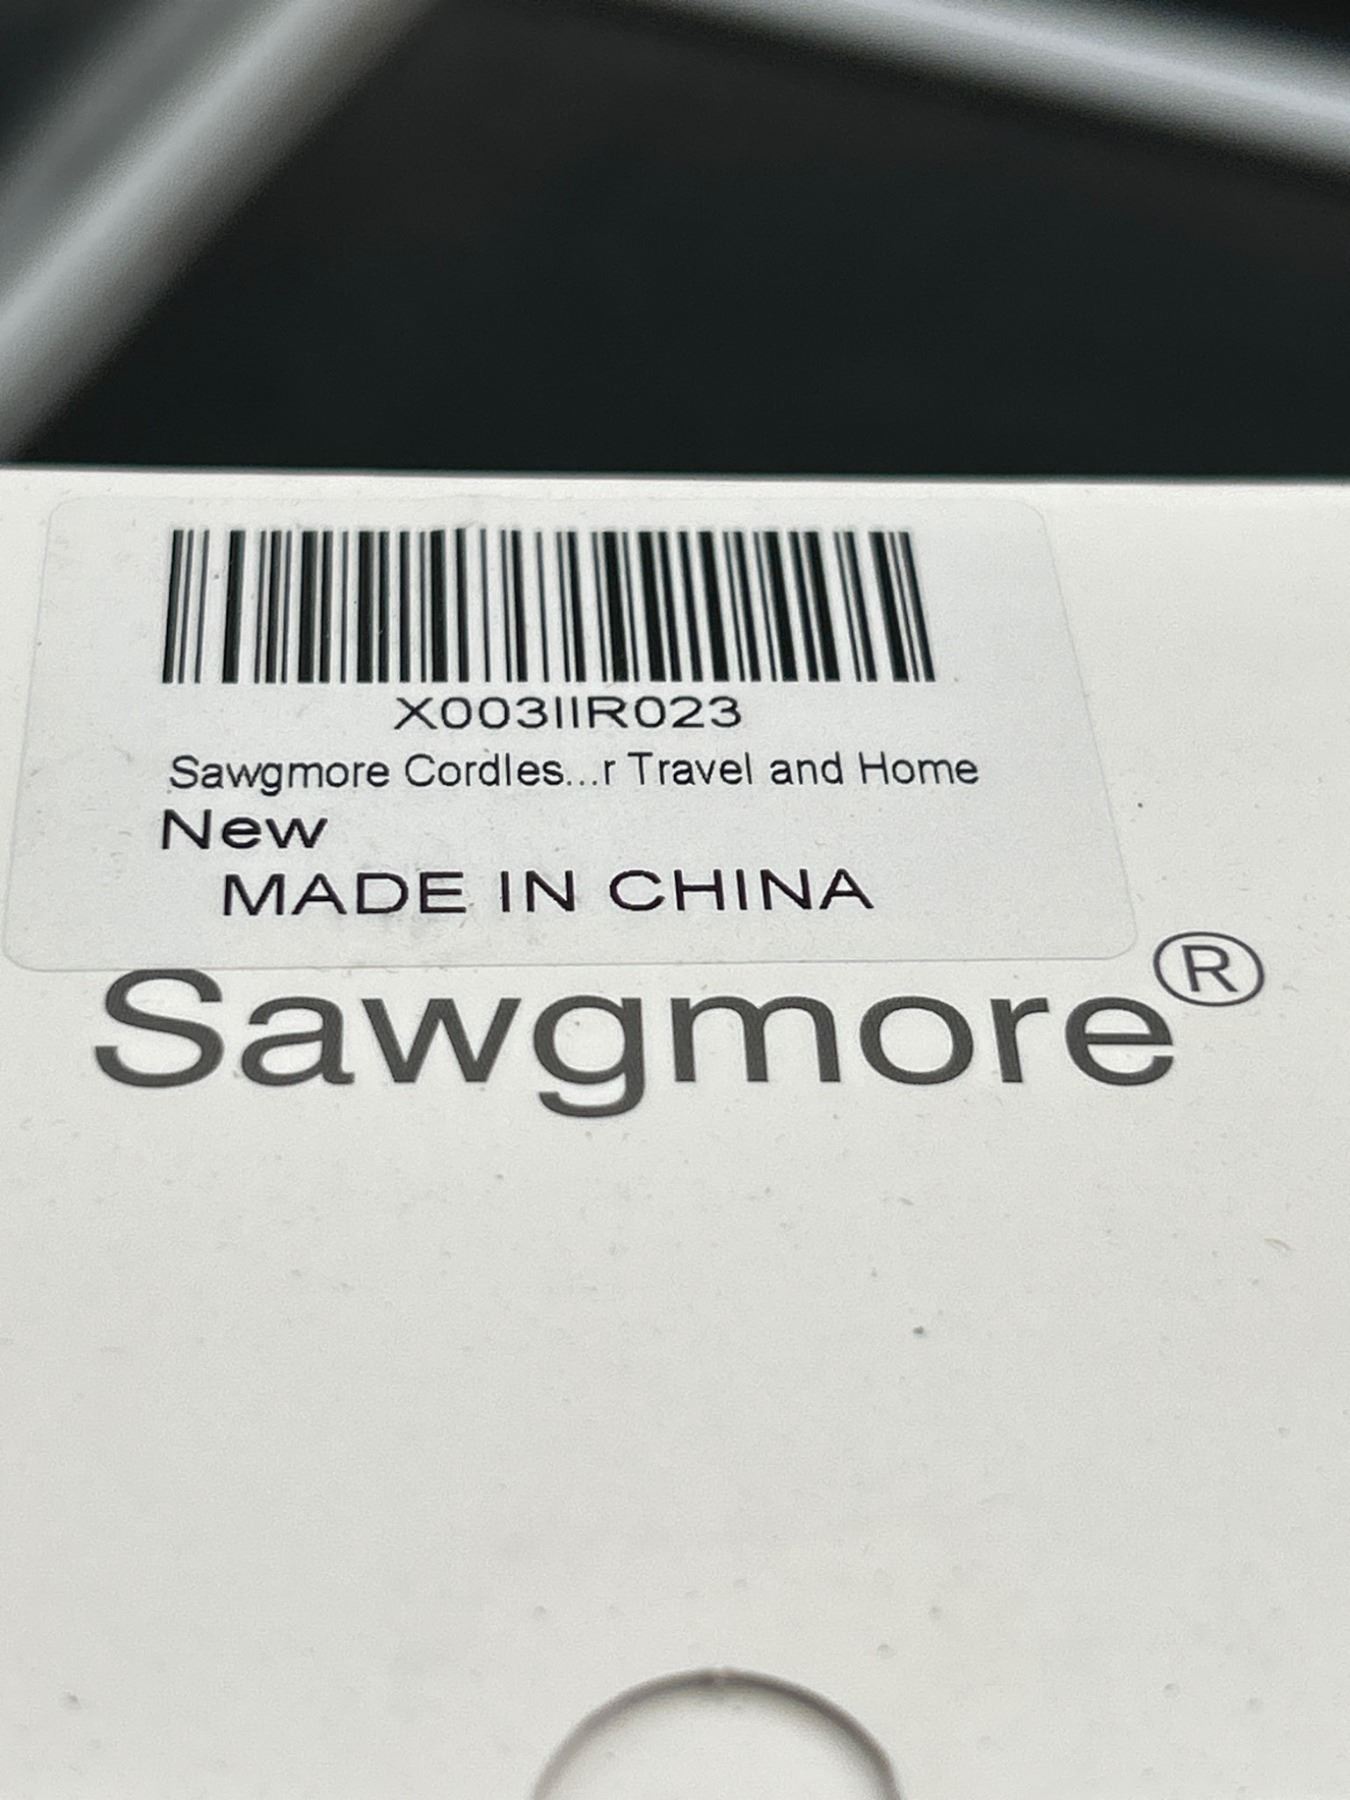 X003IIR023
Sawgmore Cordles...r Travel and Home
New
MADE IN CHINA
Sawgmore®